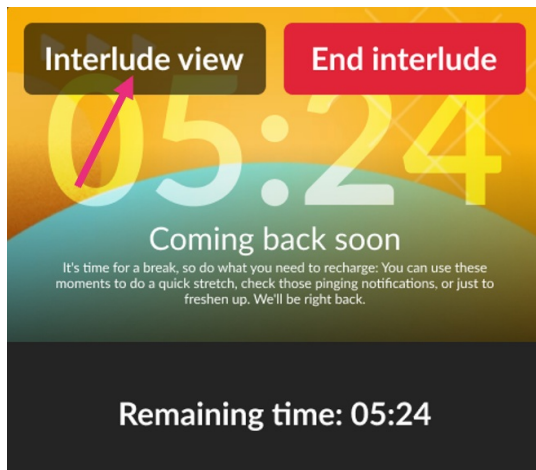 Interlude view
End interlude
05:24
Coming back soon
It's time for a break, so do what you need to recharge: You can use these
moments to do a quick stretch, check those pinging notifications, or just to
freshen up. We'll be right back.
Remaining time: 05:24